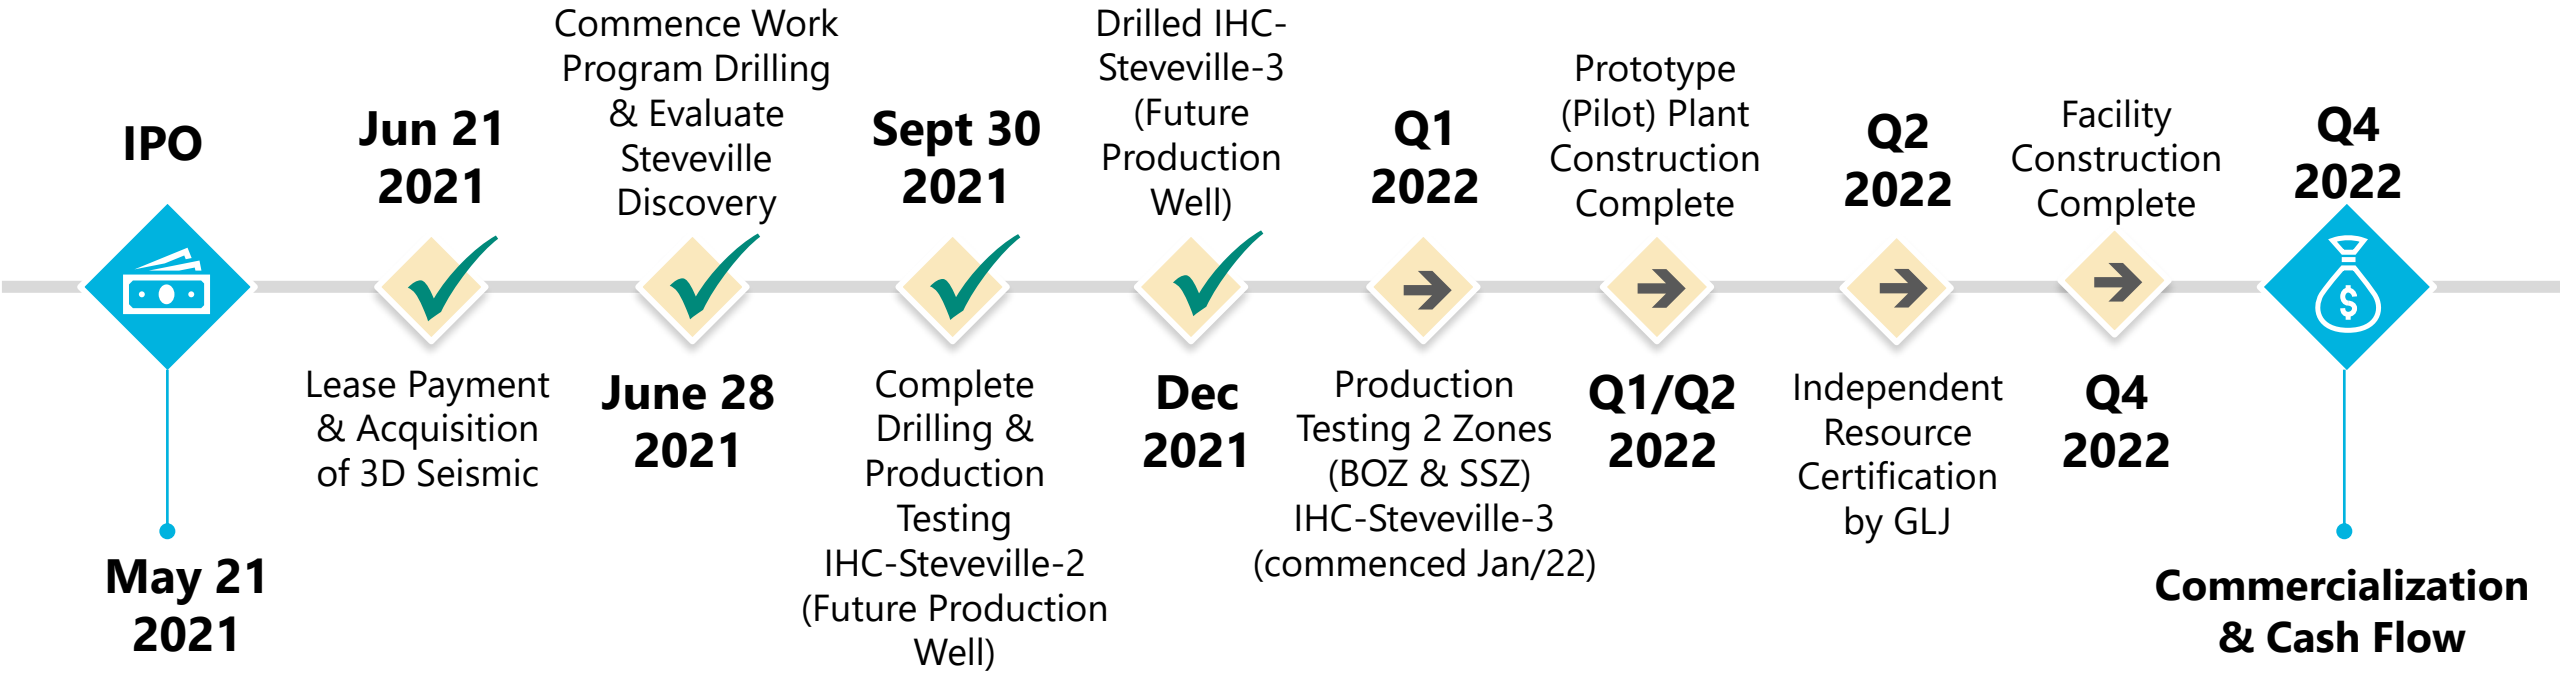 IPO
May 21
2021
Jun 21
2021
Lease Payment
& Acquisition
of 3D Seismic
Commence Work
Program Drilling
& Evaluate
Steveville
Discovery
June 28
2021
Sept 30
2021
Complete
Drilling &
Production
Testing
IHC-Steveville-2
(Future Production
Well)
Drilled IHC-
Steveville-3
(Future
Production
Well)
Dec
2021
Q1
2022
Production
Testing 2 Zones
(BOZ & SSZ)
IHC-Steveville-3
(commenced Jan/22)
Prototype
(Pilot) Plant
Construction
Complete
Q1/Q2
2022
Q2
2022
Independent
Resource
Certification
by GLJ
Facility
Construction
Complete
Q4
2022
Q4
2022
$
Commercialization
& Cash Flow